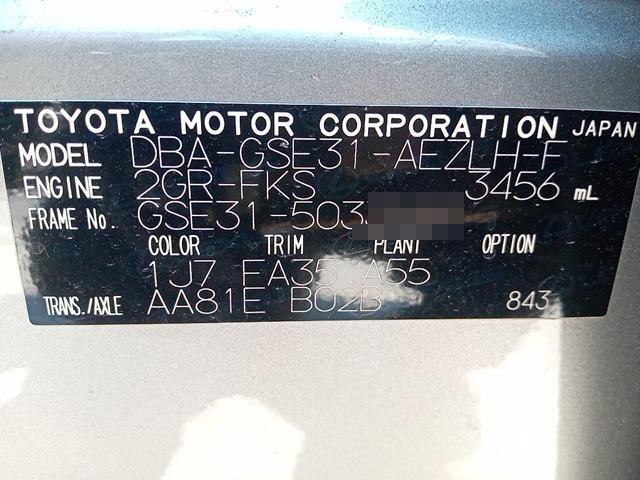 TOYOTA MOTOR CORPORATION JAPAN
MODEL DBA-GSE31-AEZLH-F
ENGINE 2GR-FKS 3456 mL
FRAME No. GSE31-503
COLOR TRIM PLANT OPTION
1J7 FA35 A55
TRANS./AXLE AA81E B02B 843